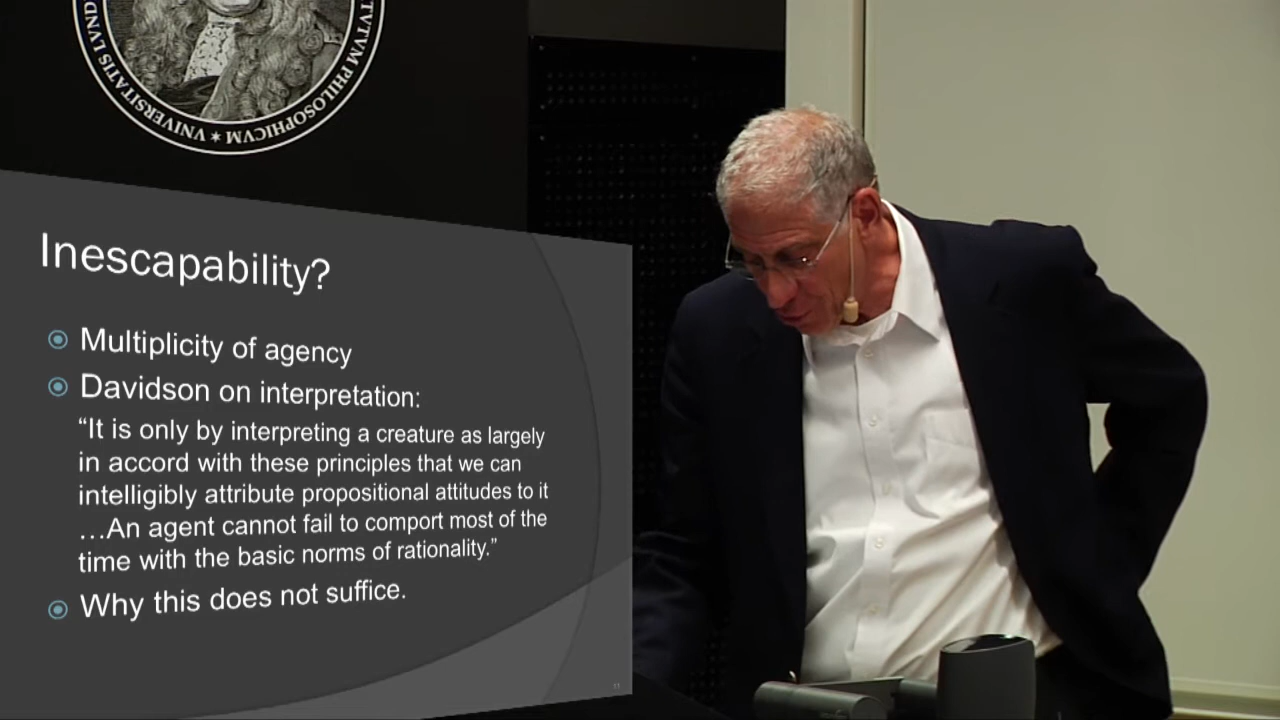 VNIVERSITATIS LVND
TVTVM PHILOSOPHICVM
Inescapability?
Multiplicity of agency
Davidson on interpretation:
“It is only by interpreting a creature as largely
in accord with these principles that we can
intelligibly attribute propositional attitudes to it
…An agent cannot fail to comport most of the
time with the basic norms of rationality.”
Why this does not suffice.
11